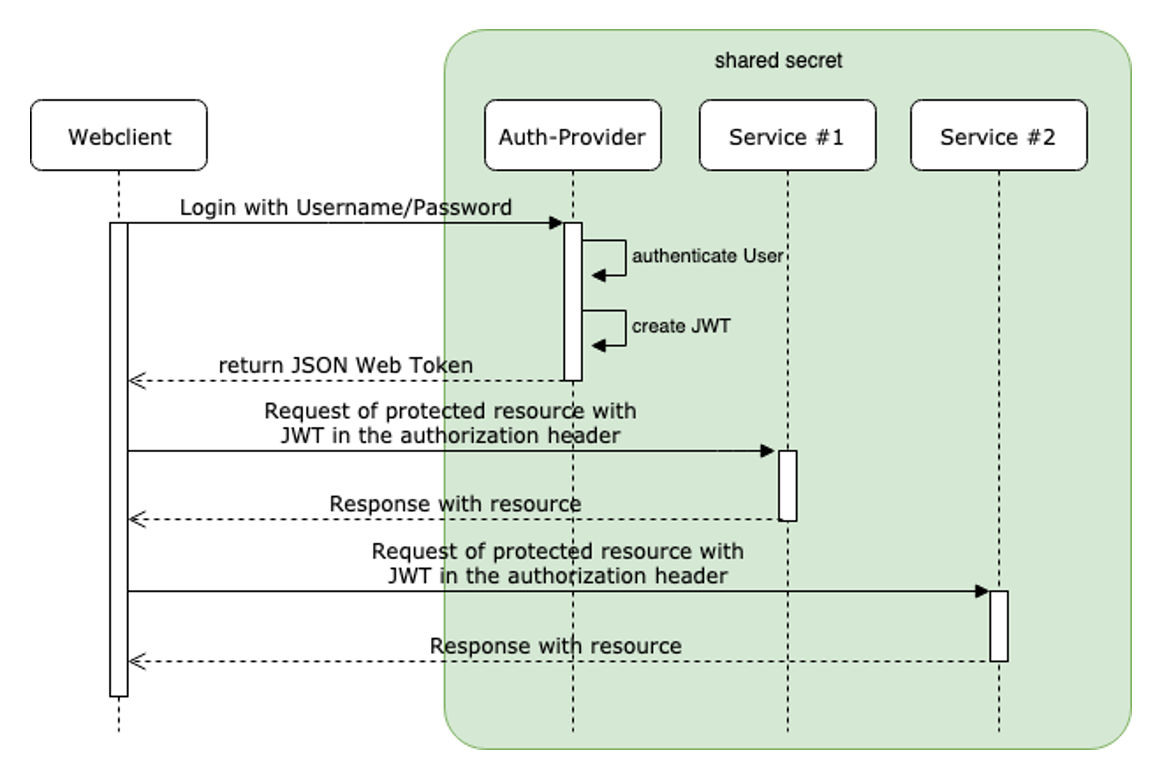 shared secret
Webclient
Auth-Provider
Service #1
Service #2
Login with Username/Password
authenticate User
create JWT
return JSON Web Token
Request of protected resource with
JWT in the authorization header
Response with resource
Request of protected resource with
JWT in the authorization header
Response with resource